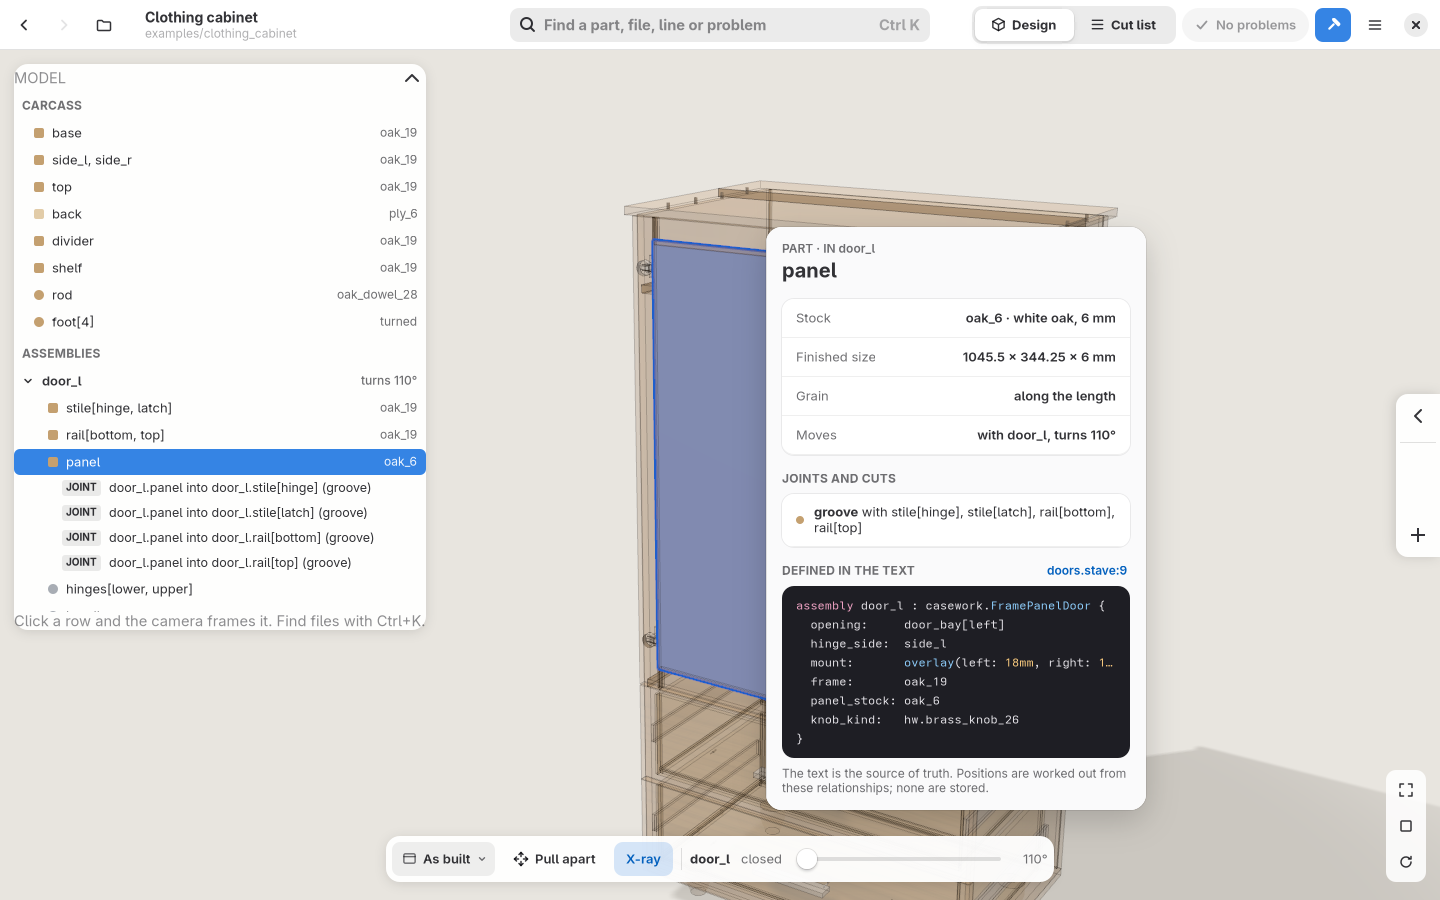 Clothing cabinet
examples/clothing_cabinet
Find a part, file, line or problem
Ctrl K
Design
Cut list
No problems
MODEL
CARCASS
base oak_19
side_l, side_r oak_19
top oak_19
back ply_6
divider oak_19
shelf oak_19
rod oak_dowel_28
foot[4] turned
ASSEMBLIES
door_l turns 110°
stile[hinge, latch] oak_19
rail[bottom, top] oak_19
panel oak_6
JOINT door_l.panel into door_l.stile[hinge] (groove)
JOINT door_l.panel into door_l.stile[latch] (groove)
JOINT door_l.panel into door_l.rail[bottom] (groove)
JOINT door_l.panel into door_l.rail[top] (groove)
hinges[lower, upper]
Click a row and the camera frames it. Find files with Ctrl+K.
PART · IN door_l
panel
Stock oak_6 · white oak, 6 mm
Finished size 1045.5 × 344.25 × 6 mm
Grain along the length
Moves with door_l, turns 110°
JOINTS AND CUTS
groove with stile[hinge], stile[latch], rail[bottom],
rail[top]
DEFINED IN THE TEXT doors.stave:9
assembly door_l : casework.FramePanelDoor {
opening: door_bay[left]
hinge_side: side_l
mount: overlay(left: 18mm, right: 1…
frame: oak_19
panel_stock: oak_6
knob_kind: hw.brass_knob_26
}
The text is the source of truth. Positions are worked out from
these relationships; none are stored.
As built
Pull apart
X-ray
door_l closed 110°